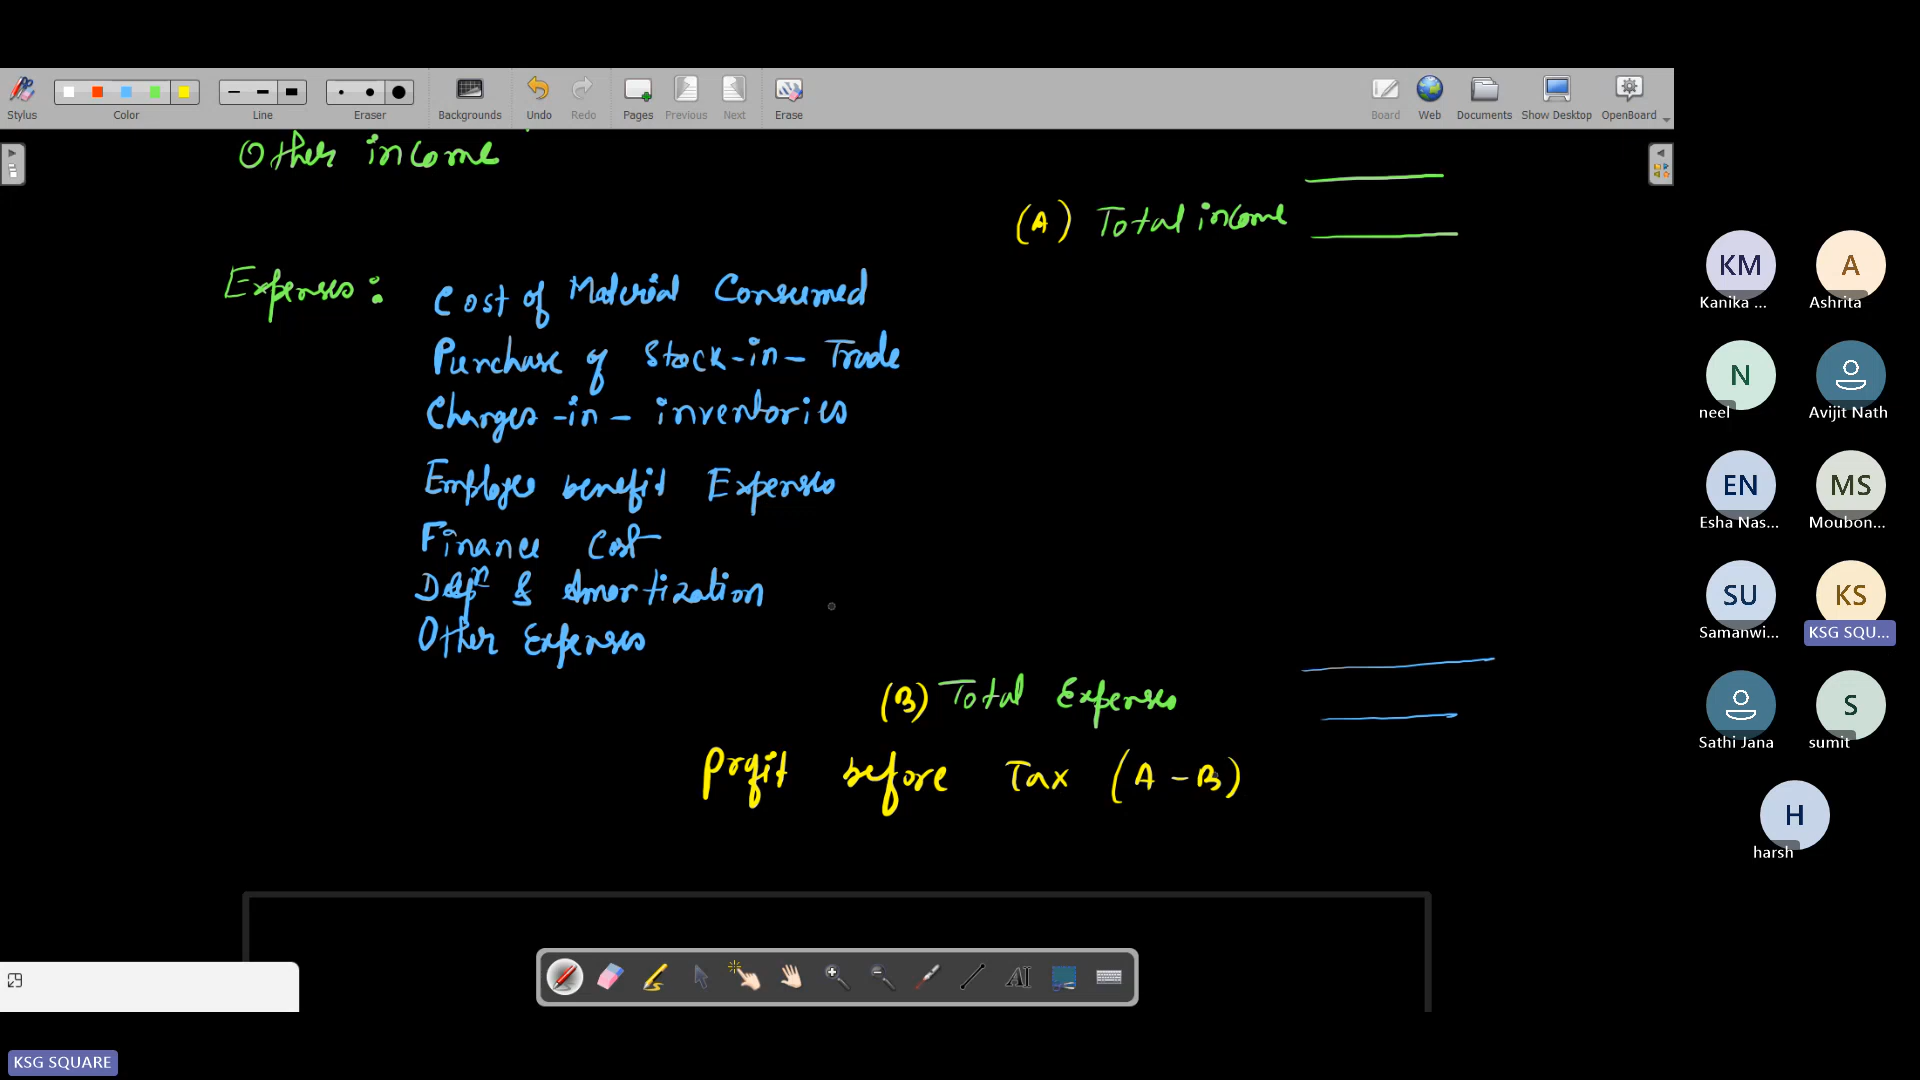 Stylus
Color
Line
Eraser
Backgrounds
Undo
Redo
Pages
Previous
Next
Erase
Board
Web
Documents
Show Desktop
OpenBoard
Other income
(A) Total income
Expenses:
Cost of Material Consumed
Purchase of Stock-in-Trade
Changes-in-inventories
Employee benefit Expenses
Finance Cost
Depn & Amortization
Other Expenses
(B) Total Expenses
Profit before Tax (A-B)
KM
Kanika ...
A
Ashrita
N
neel
Avijit Nath
EN
Esha Nas...
MS
Moubon...
SU
Samanwi...
KS
KSG SQU...
Sathi Jana
S
sumit
H
harsh
AI
KSG SQUARE